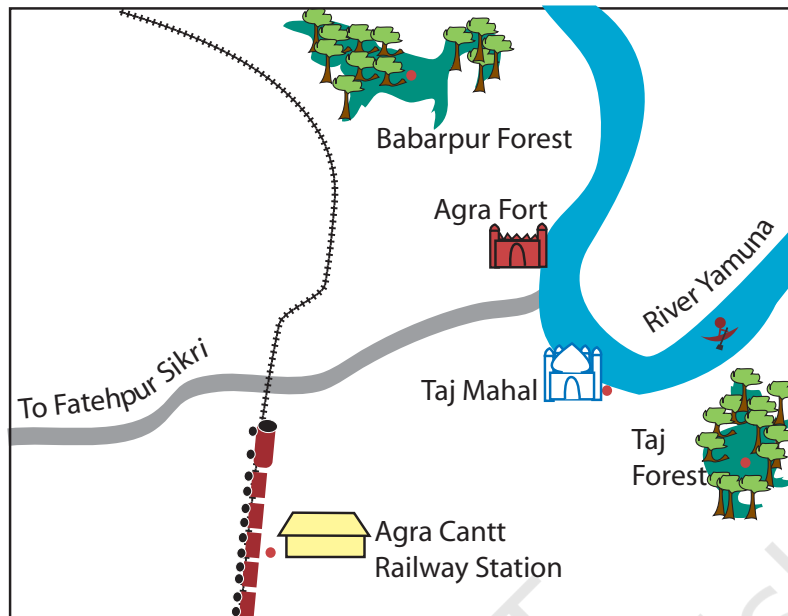 Babarpur Forest
Agra Fort
River Yamuna
To Fatehpur Sikri
Taj Mahal
Taj
Forest
Agra Cantt
Railway Station